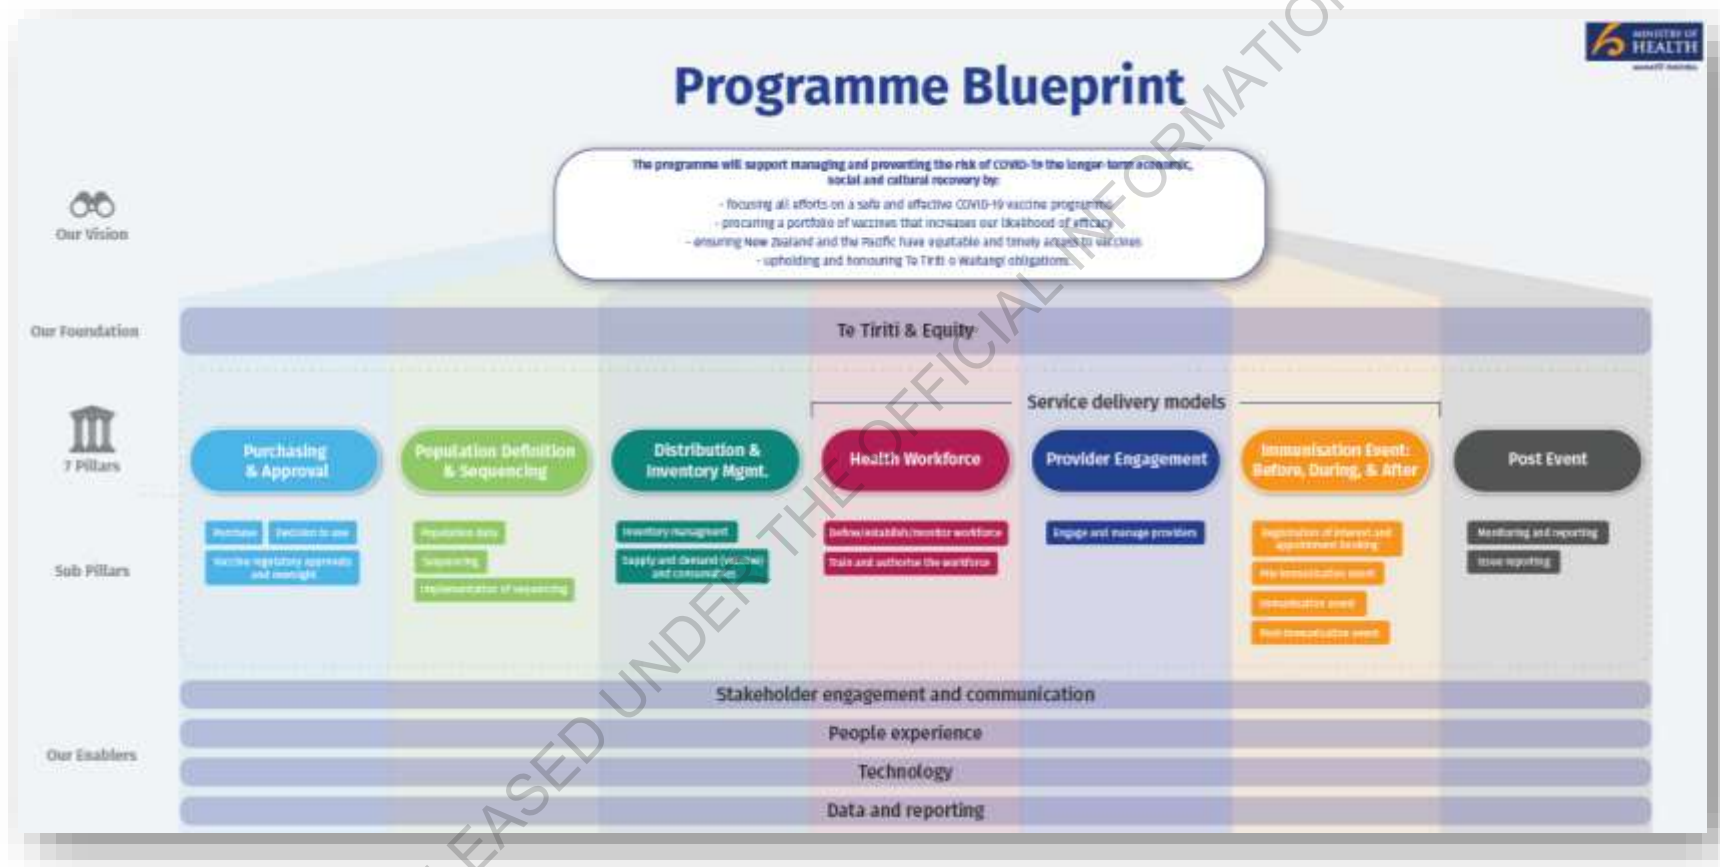 MINISTRY OF
HEALTH
Programme Blueprint
The programme will support managing and preventing the risk of COVID-19 the longer-term economic,
social and cultural recovery by:
- focusing all efforts on a safe and effective COVID-19 vaccine programme
- procuring a portfolio of vaccines that increases our likelihood of efficacy
- ensuring New Zealand and the Pacific have equitable and timely access to vaccines
- upholding and honouring Te Tiriti o Waitangi obligations.
Our Vision
Our Foundation
Te Tiriti & Equity
Service delivery models
7 Pillars
Purchasing
& Approval
Population Definition
& Sequencing
Distribution &
Inventory Mgmt.
Health Workforce
Provider Engagement
Immunisation Event:
Before, During, & After
Post Event
Sub Pillars
Purchase
Decision to use
Vaccine regulatory approvals
and oversight
Population data
Sequencing
Implementation of sequencing
Inventory managment
Supply and demand (vaccine)
and consumables
Define/establish/monitor workforce
Train and authorise the workforce
Engage and manage providers
Registration of interest and
appointment booking
Pre-immunisation event
Immunisation event
Post-immunisation event
Monitoring and reporting
Issue reporting
Our Enablers
Stakeholder engagement and communication
People experience
Technology
Data and reporting
LEASED UNDER THE OFFICIAL INFORMATION